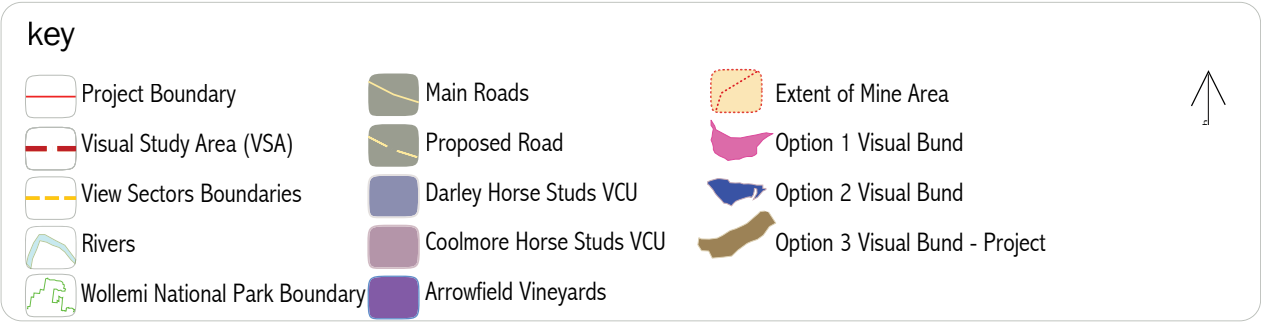 key
Project Boundary
Visual Study Area (VSA)
View Sectors Boundaries
Rivers
Wollemi National Park Boundary
Main Roads
Proposed Road
Darley Horse Studs VCU
Coolmore Horse Studs VCU
Arrowfield Vineyards
Extent of Mine Area
Option 1 Visual Bund
Option 2 Visual Bund
Option 3 Visual Bund - Project